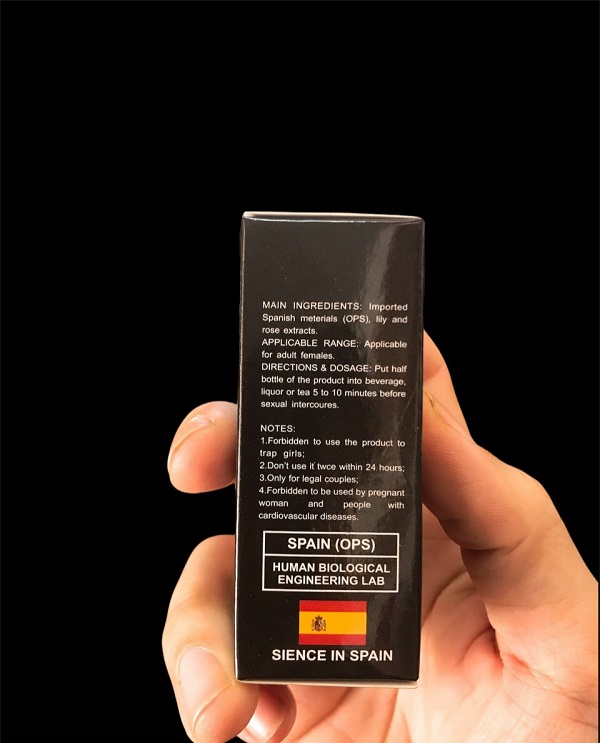 MAIN INGREDIENTS: Imported
Spanish meterials (OPS), lily and
rose extracts.
APPLICABLE RANGE: Applicable
for adult females.
DIRECTIONS & DOSAGE: Put half
bottle of the product into beverage,
liquor or tea 5 to 10 minutes before
sexual intercoures.
NOTES:
1.Forbidden to use the product to
trap girls;
2.Don't use it twce within 24 hours;
3.Only for legal couples;
4.Forbidden to be used by pregnant
woman and people with
cardiovascular diseases.
SPAIN (OPS)
HUMAN BIOLOGICAL
ENGINEERING LAB
SIENCE IN SPAIN